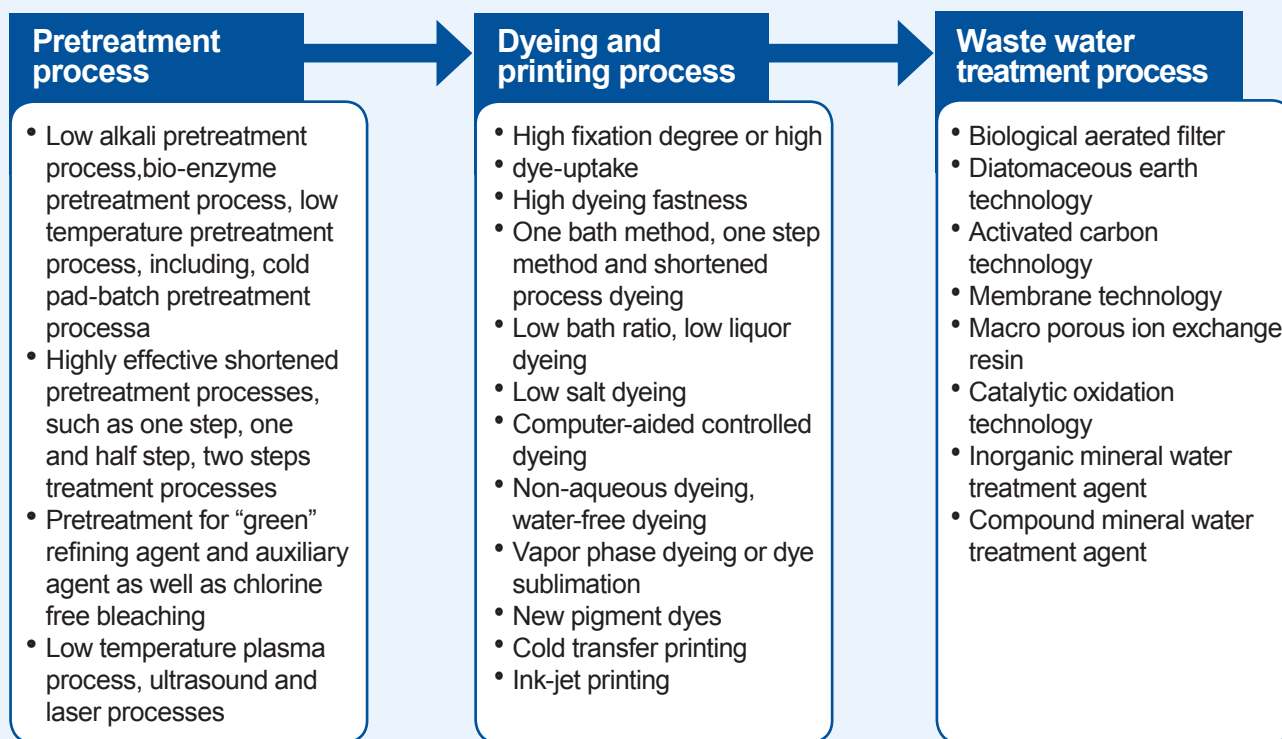 Pretreatment
process
• Low alkali pretreatment
process,bio-enzyme
pretreatment process, low
temperature pretreatment
process, including, cold
pad-batch pretreatment
processa
• Highly effective shortened
pretreatment processes,
such as one step, one
and half step, two steps
treatment processes
• Pretreatment for “green”
refining agent and auxiliary
agent as well as chlorine
free bleaching
• Low temperature plasma
process, ultrasound and
laser processes
Dyeing and
printing process
• High fixation degree or high
• dye-uptake
• High dyeing fastness
• One bath method, one step
method and shortened
process dyeing
• Low bath ratio, low liquor
dyeing
• Low salt dyeing
• Computer-aided controlled
dyeing
• Non-aqueous dyeing,
water-free dyeing
• Vapor phase dyeing or dye
sublimation
• New pigment dyes
• Cold transfer printing
• Ink-jet printing
Waste water
treatment process
• Biological aerated filter
• Diatomaceous earth
technology
• Activated carbon
technology
• Membrane technology
• Macro porous ion exchange
resin
• Catalytic oxidation
technology
• Inorganic mineral water
treatment agent
• Compound mineral water
treatment agent